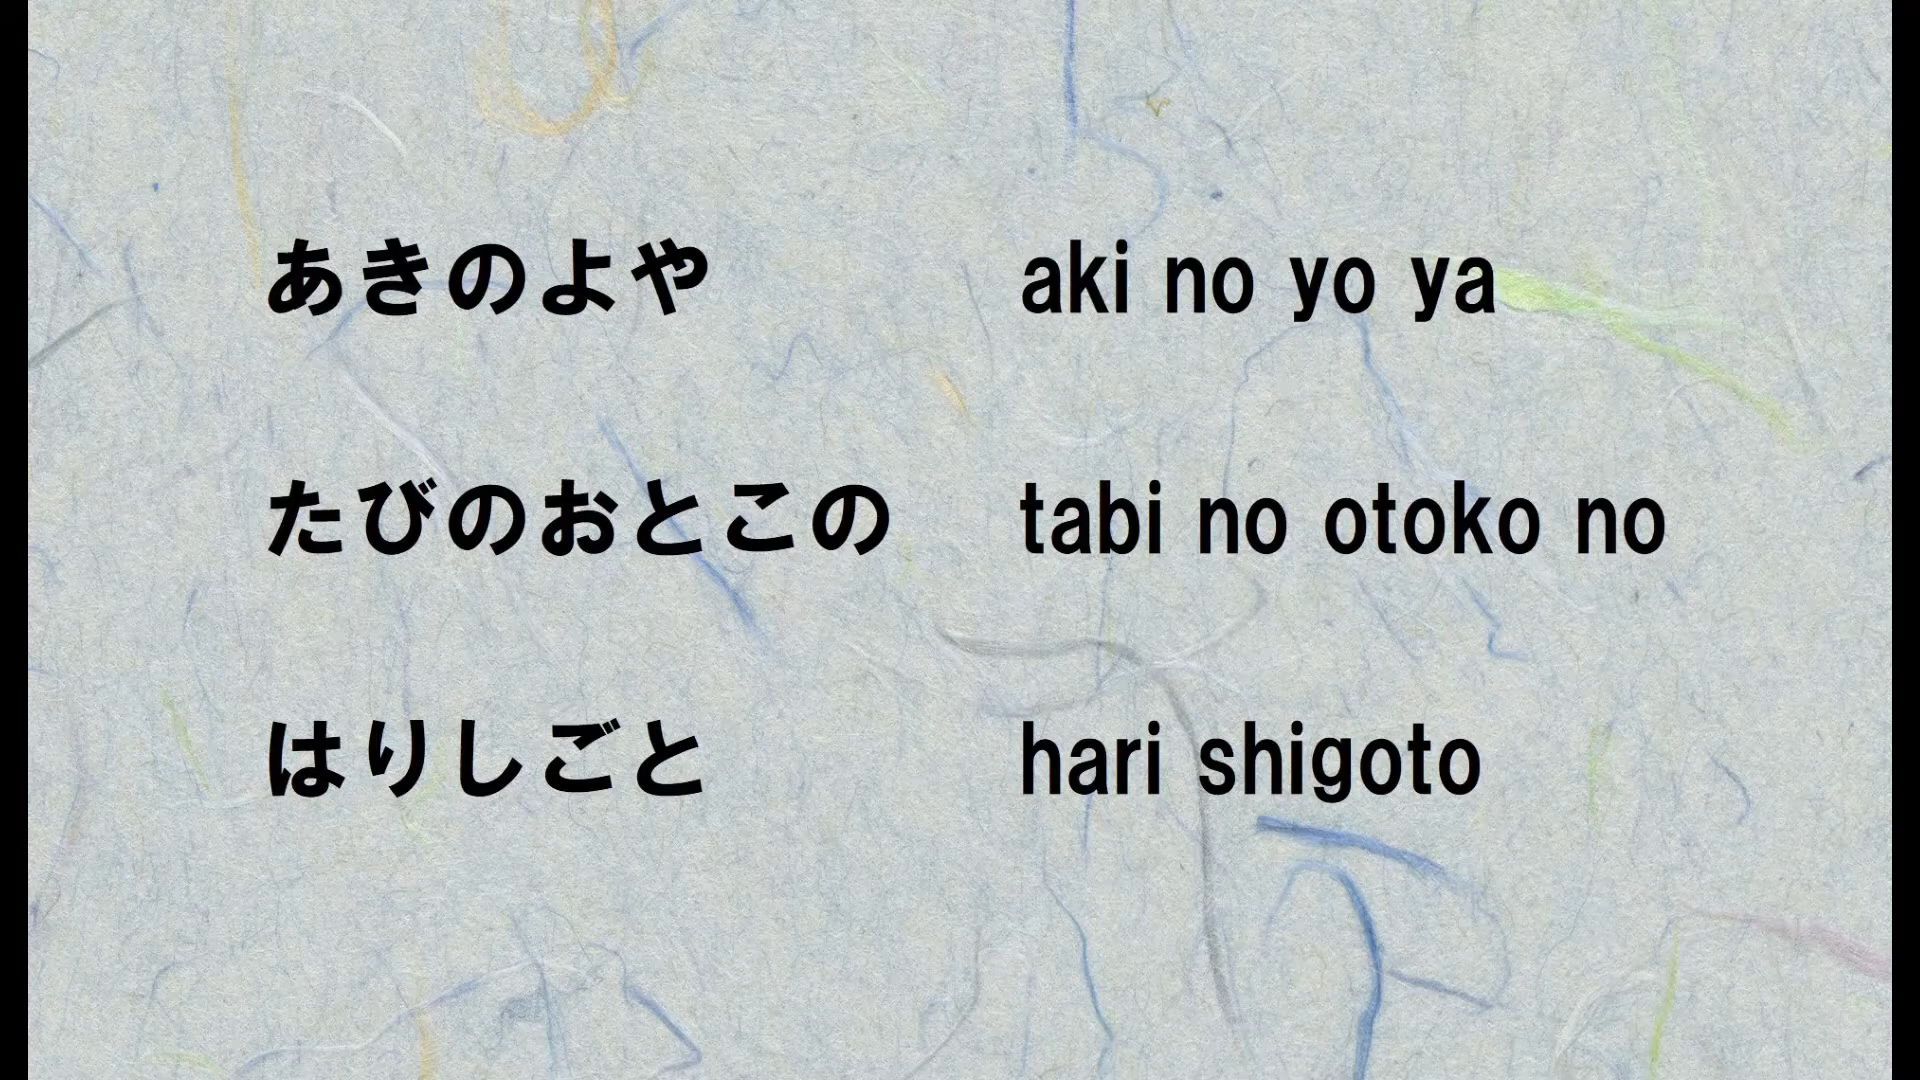 あきのよや aki no yo ya
たびのおとこの tabi no otoko no
はりしごと hari shigoto